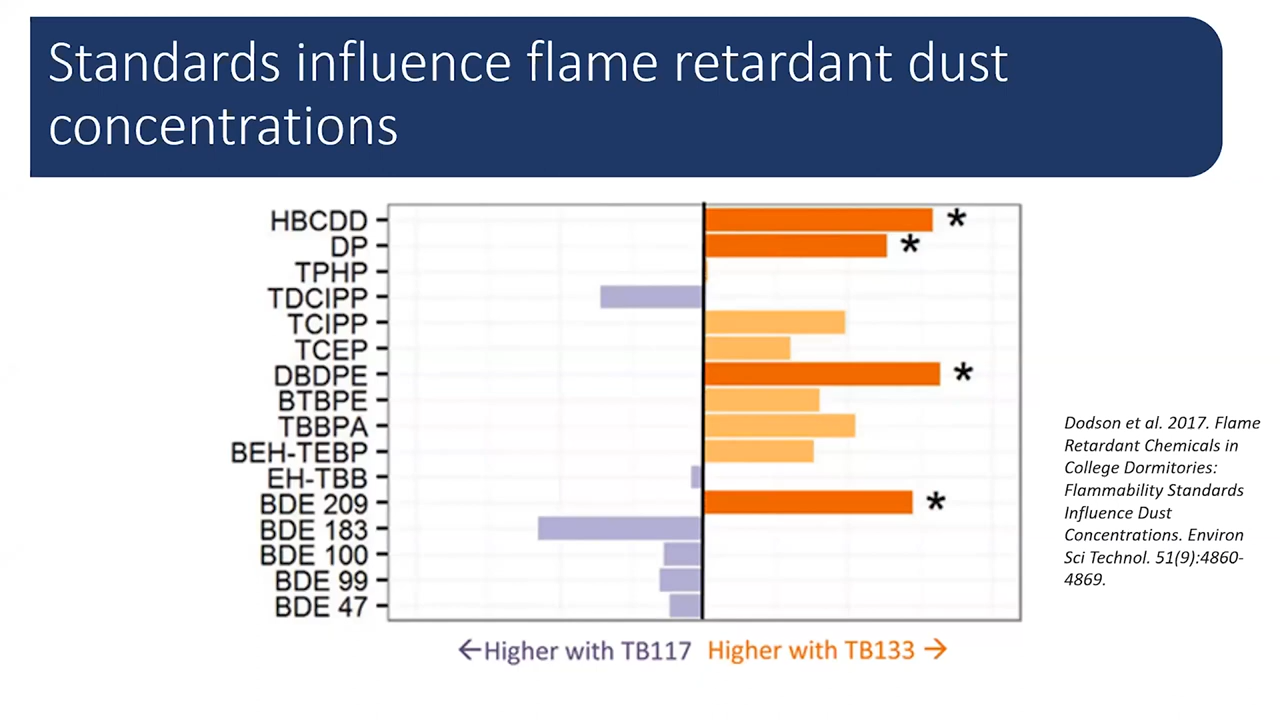 Standards influence flame retardant dust
concentrations
HBCDD
*
DP
*
TPHP
TDCIPP
TCIPP
TCEP
DBDPE
*
BTBPE
TBBPA
BEH-TEBP
EH-TBB
BDE 209
*
BDE 183
BDE 100
BDE 99
BDE 47
←Higher with TB117
Higher with TB133 →
Dodson et al. 2017. Flame
Retardant Chemicals in
College Dormitories:
Flammability Standards
Influence Dust
Concentrations. Environ
Sci Technol. 51(9):4860-
4869.